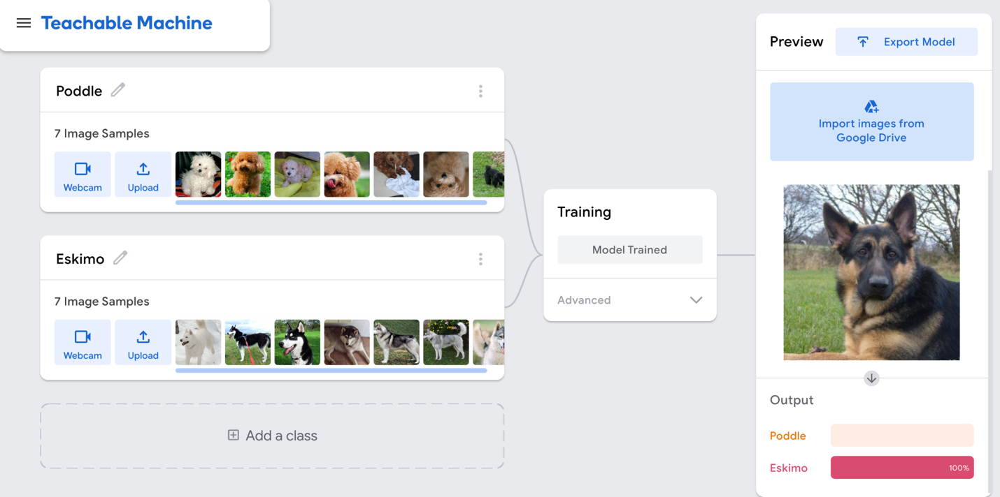 Teachable Machine
Poddle
7 Image Samples
Webcam
Upload
Eskimo
7 Image Samples
Webcam
Upload
Add a class
Training
Model Trained
Advanced
Preview
Export Model
Import images from
Google Drive
Output
Poddle
Eskimo
100%